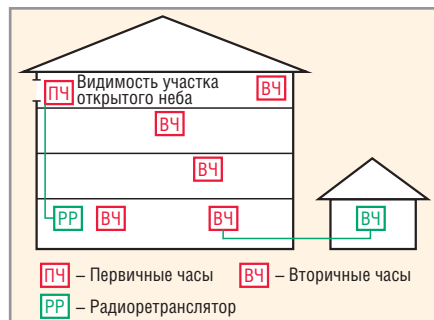 ПЧ Видимость участка
открытого неба
ВЧ
ВЧ
ВЧ
РР ВЧ ВЧ ВЧ
ПЧ – Первичные часы ВЧ – Вторичные часы
РР – Радиоретранслятор